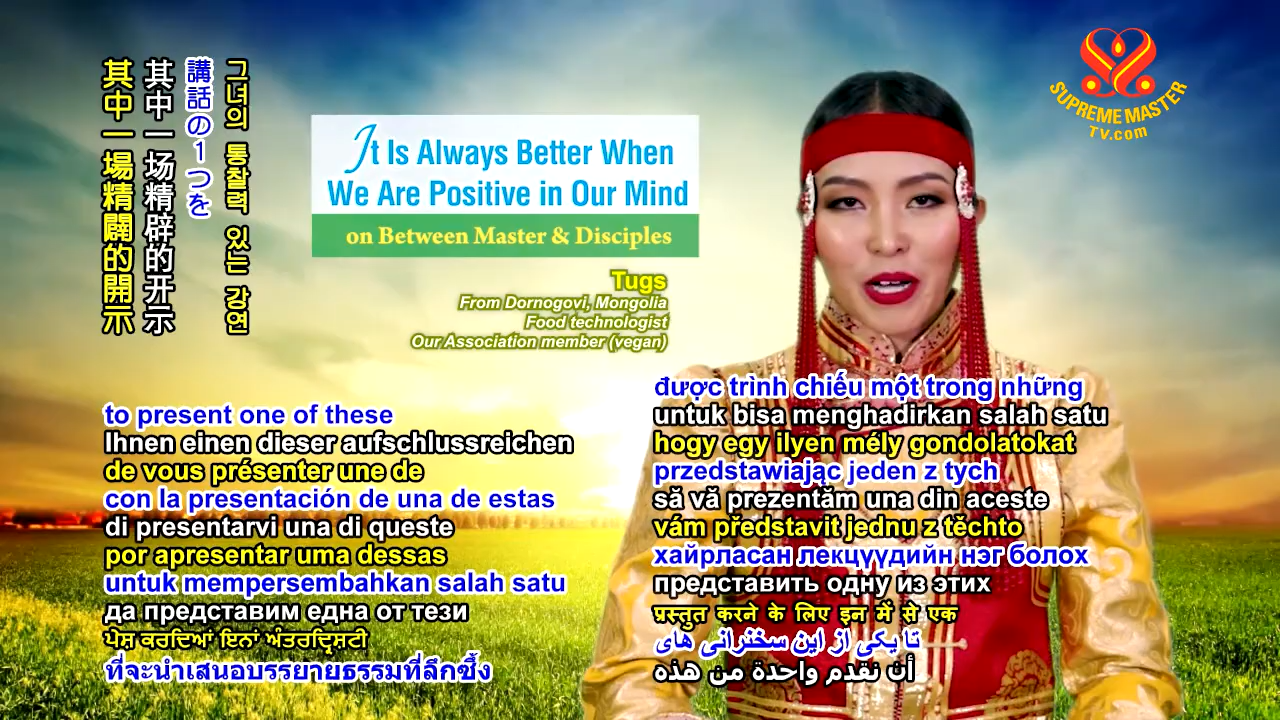 其中一場精闢的開示
其中一场精辟的开示
講話の1つを
그녀의 통찰력 있는 강연
SUPREME MASTER
TV.com
It Is Always Better When
We Are Positive in Our Mind
on Between Master & Disciples
Tugs
From Dornogovi, Mongolia
Food technologist
Our Association member (vegan)
to present one of these
Ihnen einen dieser aufschlussreichen
de vous présenter une de
con la presentación de una de estas
di presentarvi una di queste
por apresentar uma dessas
untuk mempersembahkan salah satu
да представим една от тези
ਪੇਸ਼ ਕਰਦਿਆਂ ਇਨਾਂ ਅੰਤਰਦ੍ਰਿਸ਼ਟੀ
ที่จะนำเสนอบรรยายธรรมที่ลึกซึ้ง
được trình chiếu một trong những
untuk bisa menghadirkan salah satu
hogy egy ilyen mély gondolatokat
przedstawiając jeden z tych
să vă prezentăm una din aceste
vám představit jednu z těchto
хайрласан лекцүүдийн нэг болох
представить одну из этих
प्रस्तुत करने के लिए इन में से एक
تا یکی از این سخنرانی های
أن نقدم واحدة من هذه